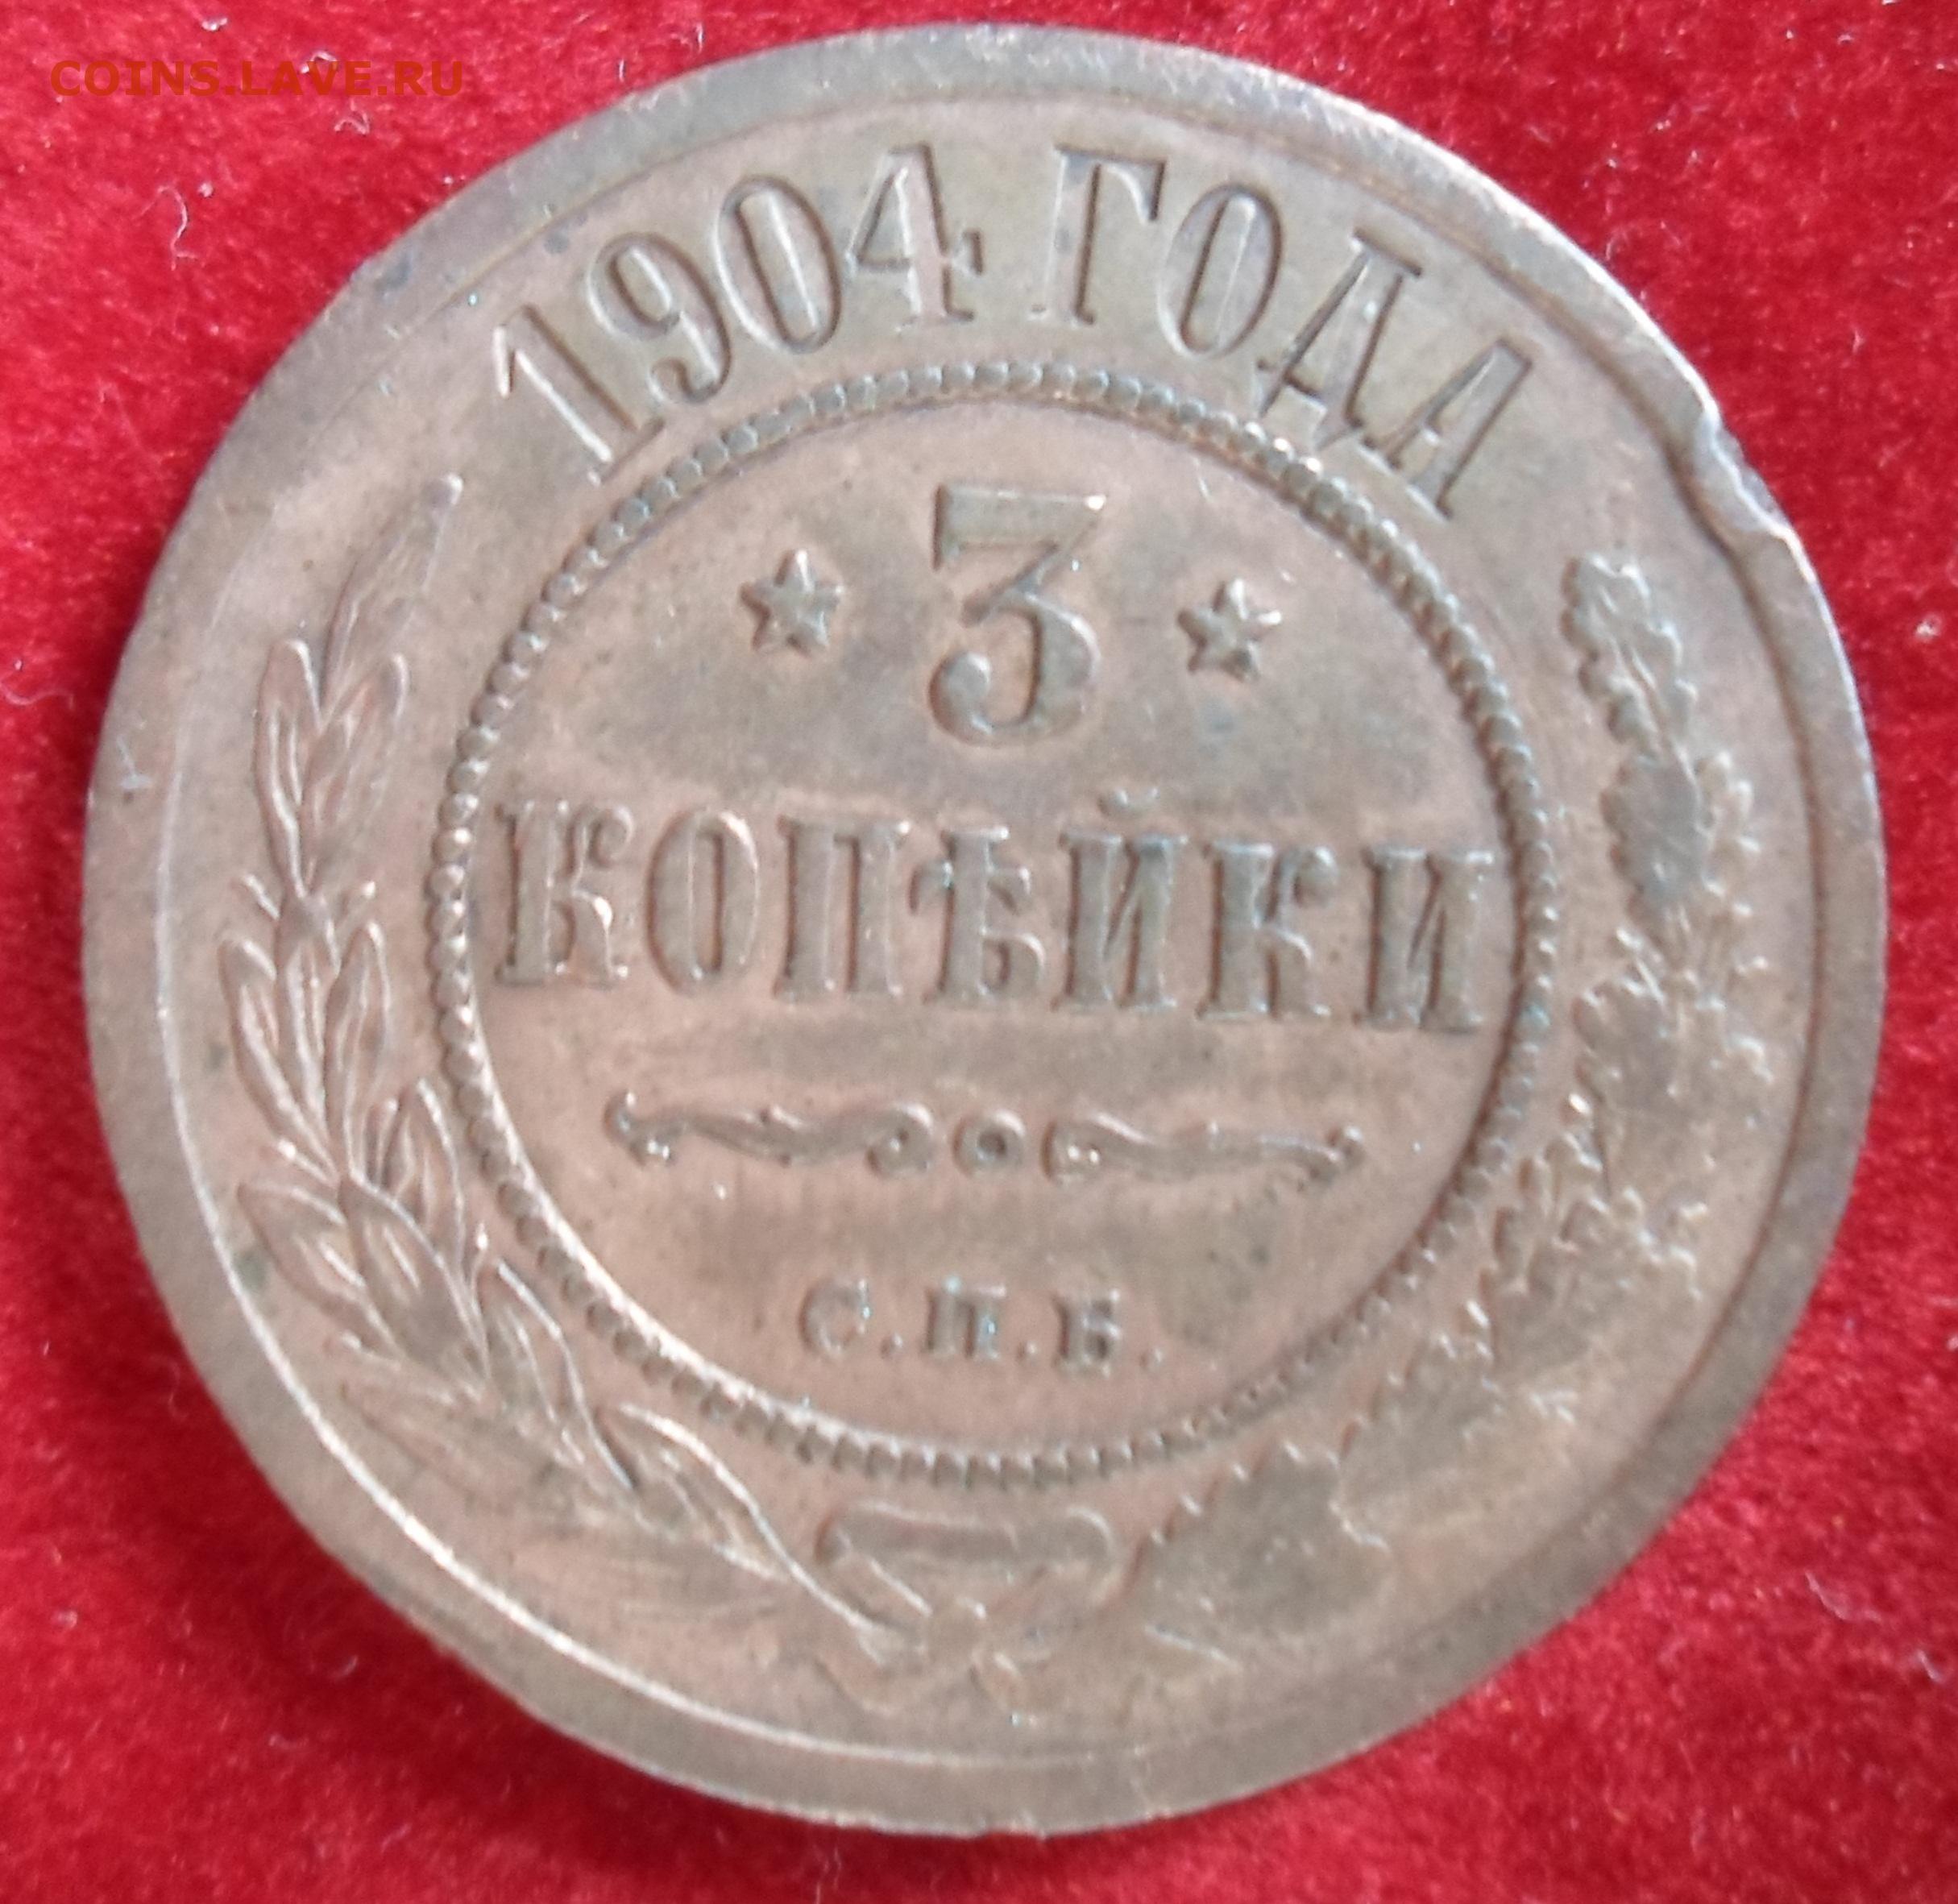 COINS.LAVE.RU
1904 ГОДА
3
КОПѢЙКИ
С.П.Б.